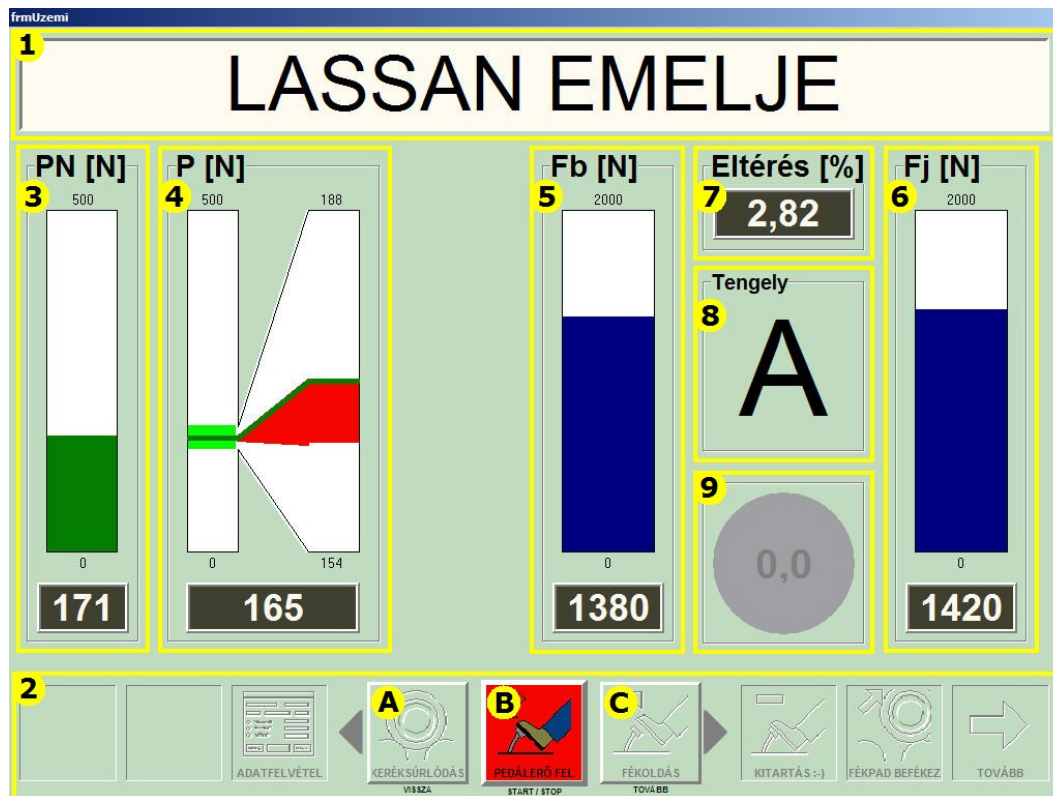 frmUzemi
1
LASSAN EMELJE
PN [N]
P [N]
Fb [N]
Eltérés [%]
Fj [N]
3
500
4
500
188
5
2000
7
2,82
6
2000
Tengely
8
A
9
0,0
0
0
154
0
0
171
165
1380
1420
2
A
B
C
ADATFELVÉTEL
KERÉKSÚRLÓDÁS
PEDÁLERŐ FEL
FÉKOLDÁS
KITARTÁS :-)
FÉKPAD BEFÉKEZ
TOVÁBB
VISSZA
START / STOP
TOVÁBB